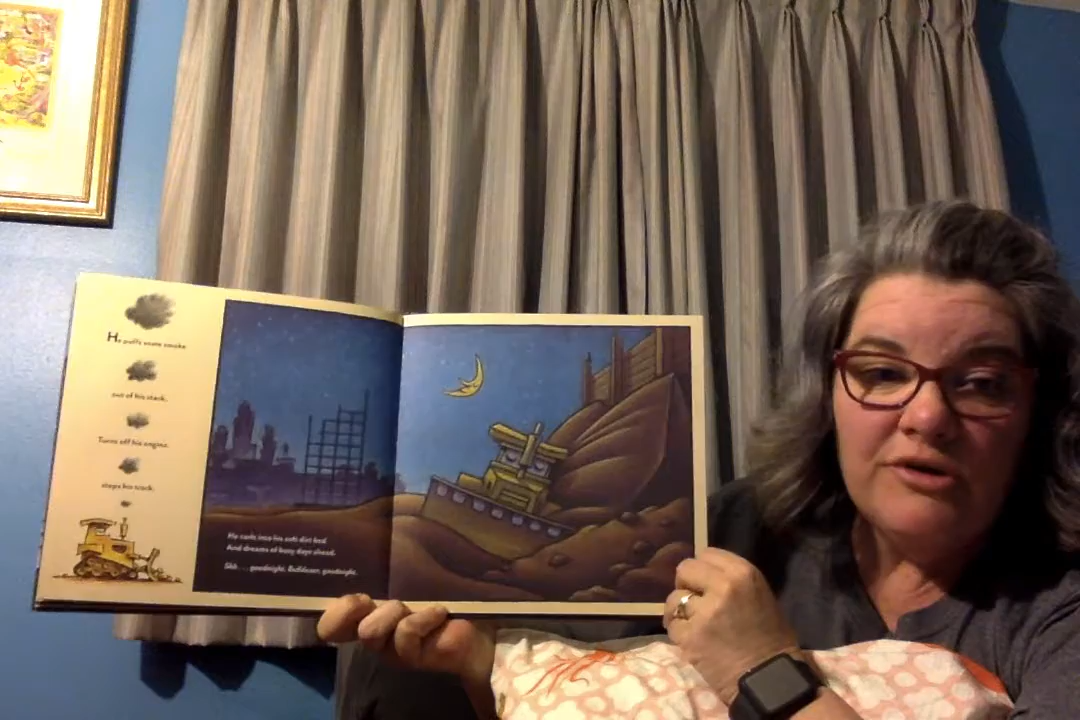 He puffs some smoke
out of his stack.
Turns off his engine,
stops his track.
He curls into his soft dirt bed
And dreams of busy days ahead.
Shh . . . goodnight, Bulldozer, goodnight.